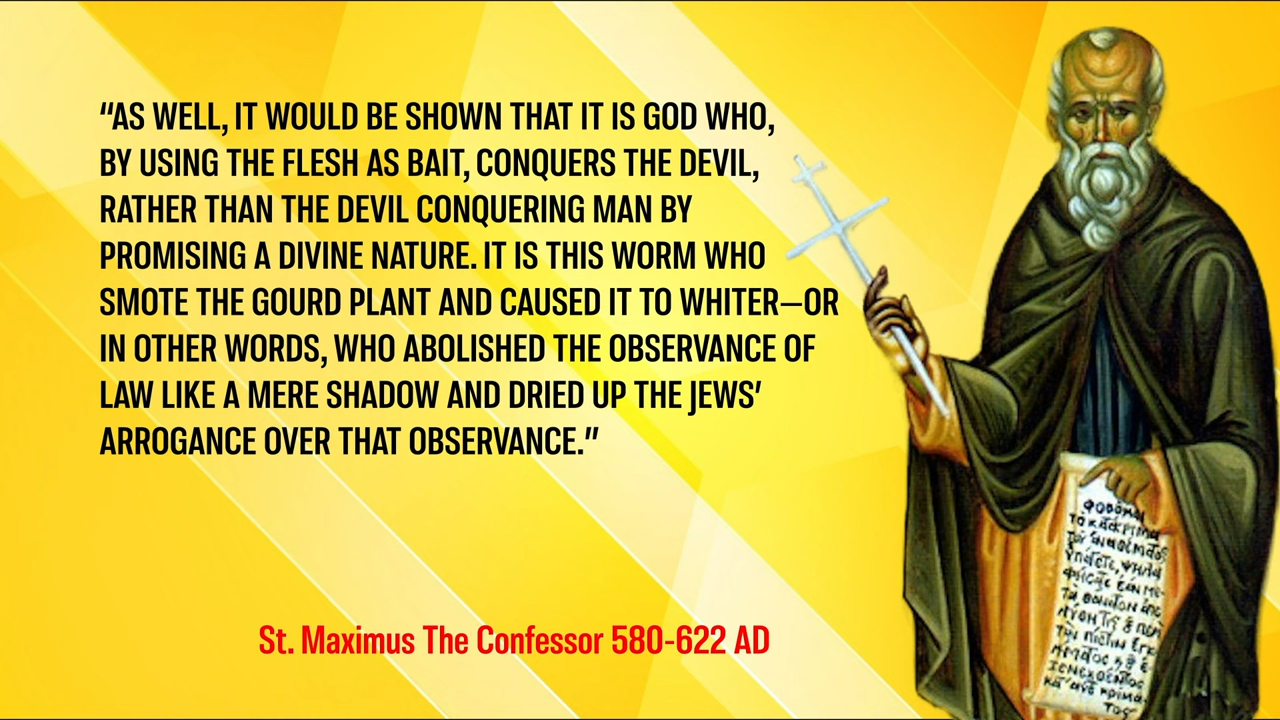 “AS WELL, IT WOULD BE SHOWN THAT IT IS GOD WHO,
BY USING THE FLESH AS BAIT, CONQUERS THE DEVIL,
RATHER THAN THE DEVIL CONQUERING MAN BY
PROMISING A DIVINE NATURE. IT IS THIS WORM WHO
SMOTE THE GOURD PLANT AND CAUSED IT TO WHITER—OR
IN OTHER WORDS, WHO ABOLISHED THE OBSERVANCE OF
LAW LIKE A MERE SHADOW AND DRIED UP THE JEWS’
ARROGANCE OVER THAT OBSERVANCE.”
St. Maximus The Confessor 580-622 AD